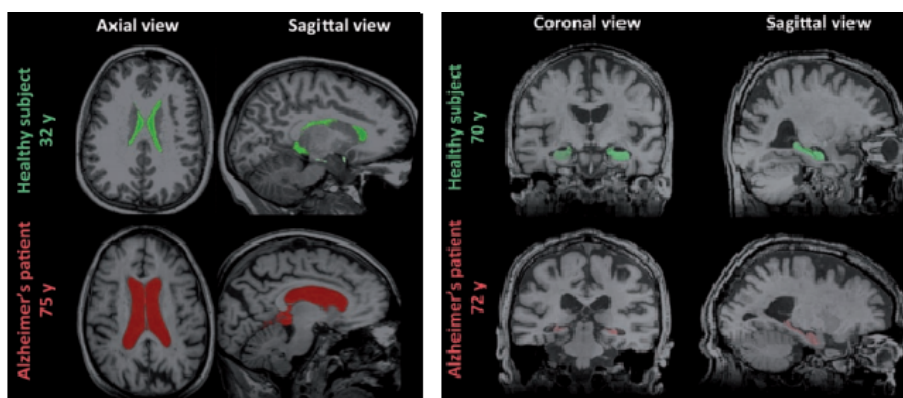 Axial view
Sagittal view
Healthy subject
32 y
Alzheimer's patient
75 y
Coronal view
Sagittal view
Healthy subject
70 y
Alzheimer's patient
72 y